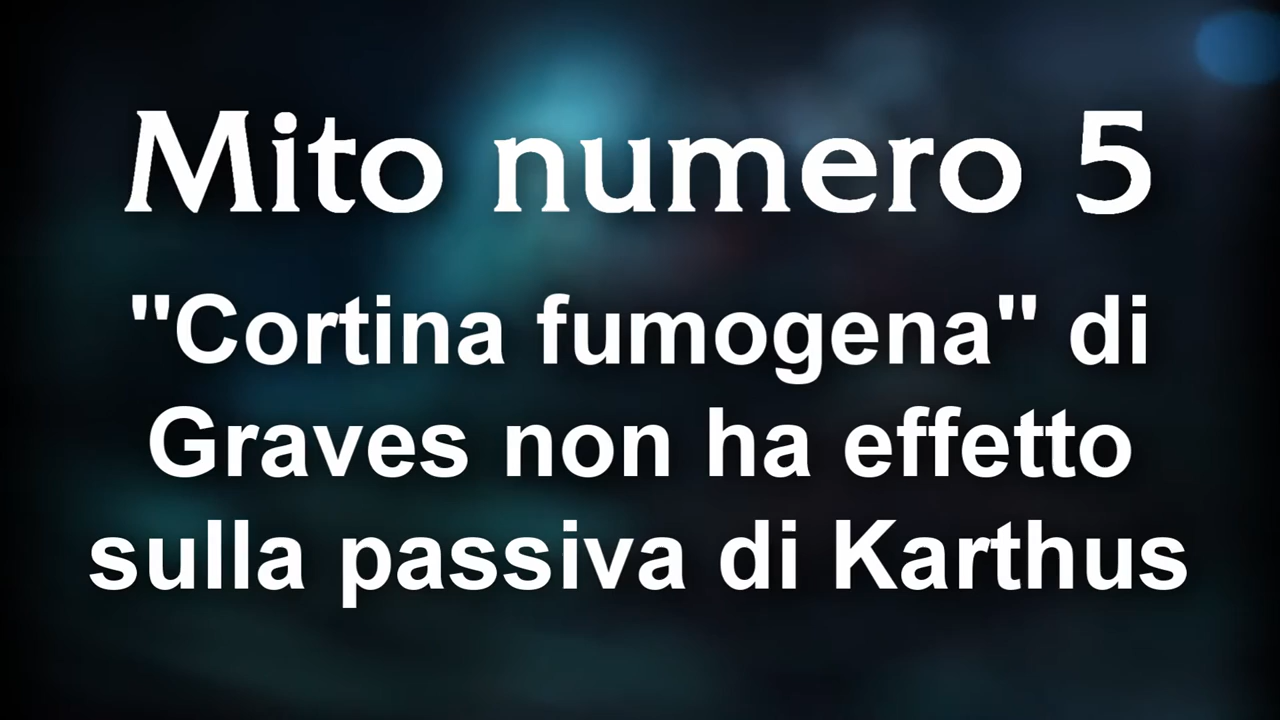 Mito numero 5
"Cortina fumogena" di
Graves non ha effetto
sulla passiva di Karthus